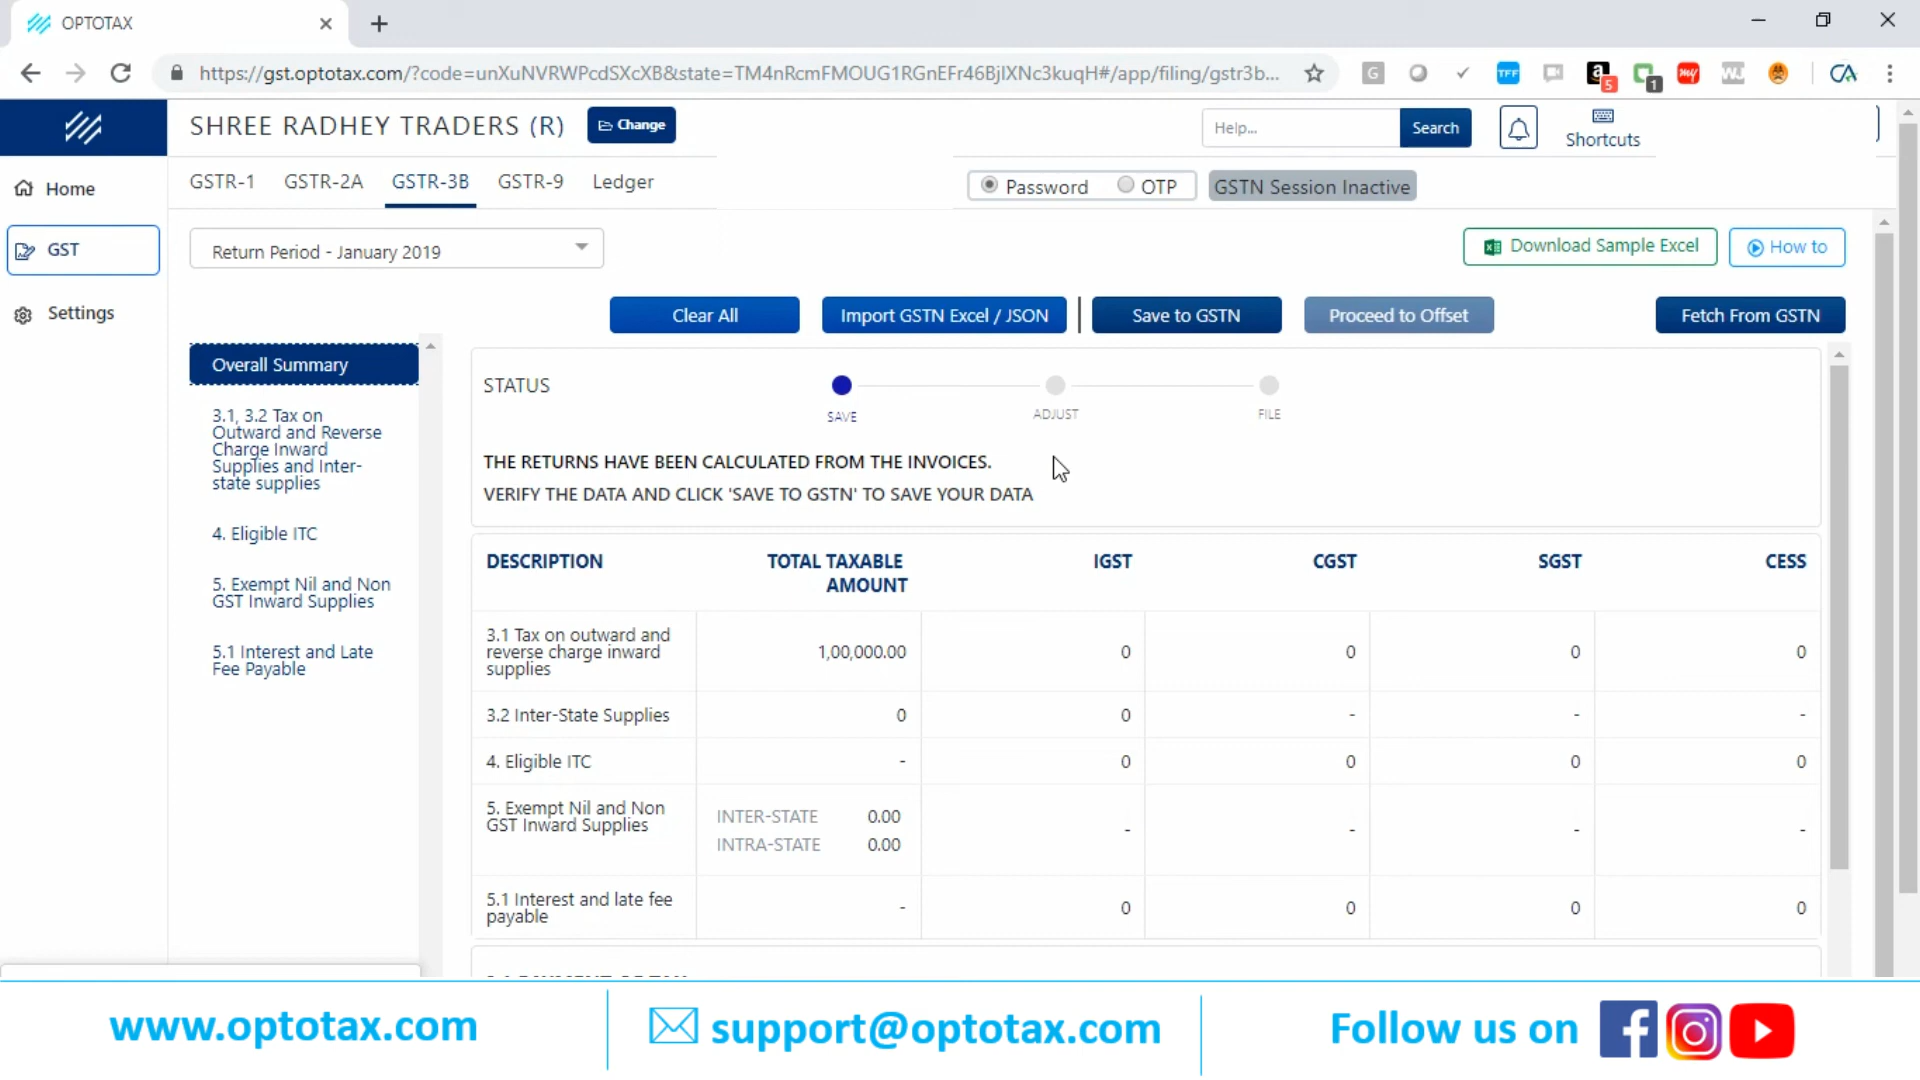 OPTOTAX
https://gst.optotax.com/?code=unXuNVRWPcdSXcXB&state=TM4nRcmFMOUG1RGnEFr46BjIXNc3kuqH#/app/filing/gstr3b...
G
TFF
a
5
1
my
WJ
CA
SHREE RADHEY TRADERS (R)
Change
Help...
Search
Shortcuts
Home
GST
Settings
GSTR-1 GSTR-2A GSTR-3B GSTR-9 Ledger
Password OTP
GSTN Session Inactive
Return Period - January 2019
Download Sample Excel
How to
Clear All
Import GSTN Excel / JSON
Save to GSTN
Proceed to Offset
Fetch From GSTN
Overall Summary
3.1, 3.2 Tax on
Outward and Reverse
Charge Inward
Supplies and Inter-
state supplies
4. Eligible ITC
5. Exempt Nil and Non
GST Inward Supplies
5.1 Interest and Late
Fee Payable
STATUS
SAVE
ADJUST
FILE
THE RETURNS HAVE BEEN CALCULATED FROM THE INVOICES.
VERIFY THE DATA AND CLICK 'SAVE TO GSTN' TO SAVE YOUR DATA
DESCRIPTION TOTAL TAXABLE IGST CGST SGST CESS
AMOUNT
3.1 Tax on outward and
reverse charge inward 1,00,000.00 0 0 0 0
supplies
3.2 Inter-State Supplies 0 0 - - -
4. Eligible ITC - 0 0 0 0
5. Exempt Nil and Non
GST Inward Supplies
INTER-STATE 0.00
INTRA-STATE 0.00
- - - -
5.1 Interest and late fee
payable
- 0 0 0 0
www.optotax.com
support@optotax.com
Follow us on